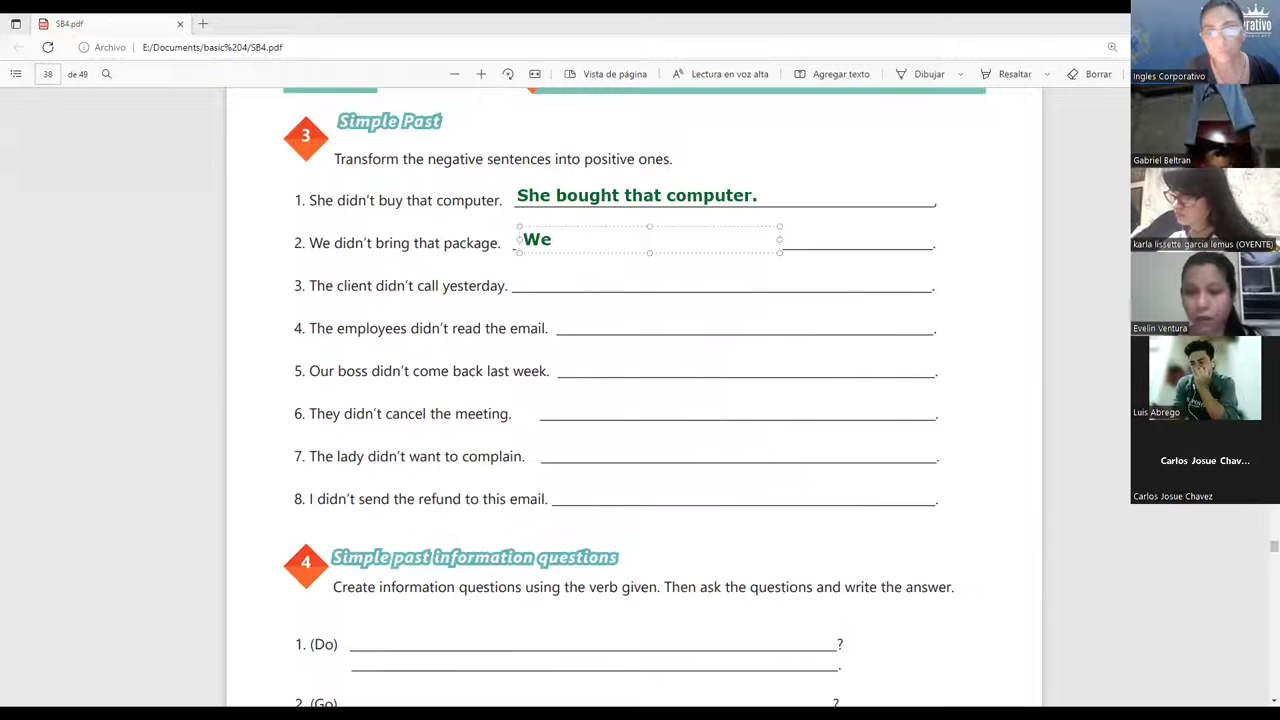 SB4.pdf
Archivo
E:/Documents/basic%204/SB4.pdf
38
de 49
Vista de página
Lectura en voz alta
Agregar texto
Dibujar
Resaltar
Borrar
3
Simple Past
Transform the negative sentences into positive ones.
1. She didn't buy that computer. She bought that computer.
2. We didn't bring that package. We
3. The client didn't call yesterday.
4. The employees didn't read the email.
5. Our boss didn't come back last week.
6. They didn't cancel the meeting.
7. The lady didn't want to complain.
8. I didn't send the refund to this email.
4
Simple past information questions
Create information questions using the verb given. Then ask the questions and write the answer.
1. (Do) ?
2. (Go) ?
Ingles Corporativo
Gabriel Beltran
karla lissette garcia lemus (OYENTE)
Evelin Ventura
Luis Abrego
Carlos Josue Chav...
Carlos Josue Chavez